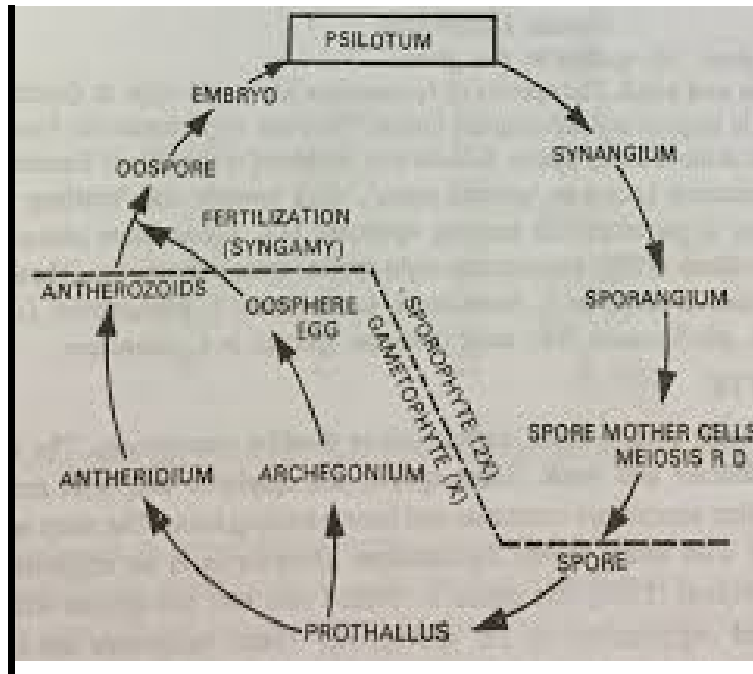 PSILOTUM
EMBRYO
SYNANGIUM
OOSPORE
FERTILIZATION
(SYNGAMY)
ANTHEROZOIDS
OOSPHERE
EGG
SPORANGIUM
SPOROPHYTE (2X)
GAMETOPHYTE (X)
SPORE MOTHER CELLS
MEIOSIS R D
ANTHERIDIUM
ARCHEGONIUM
SPORE
PROTHALLUS